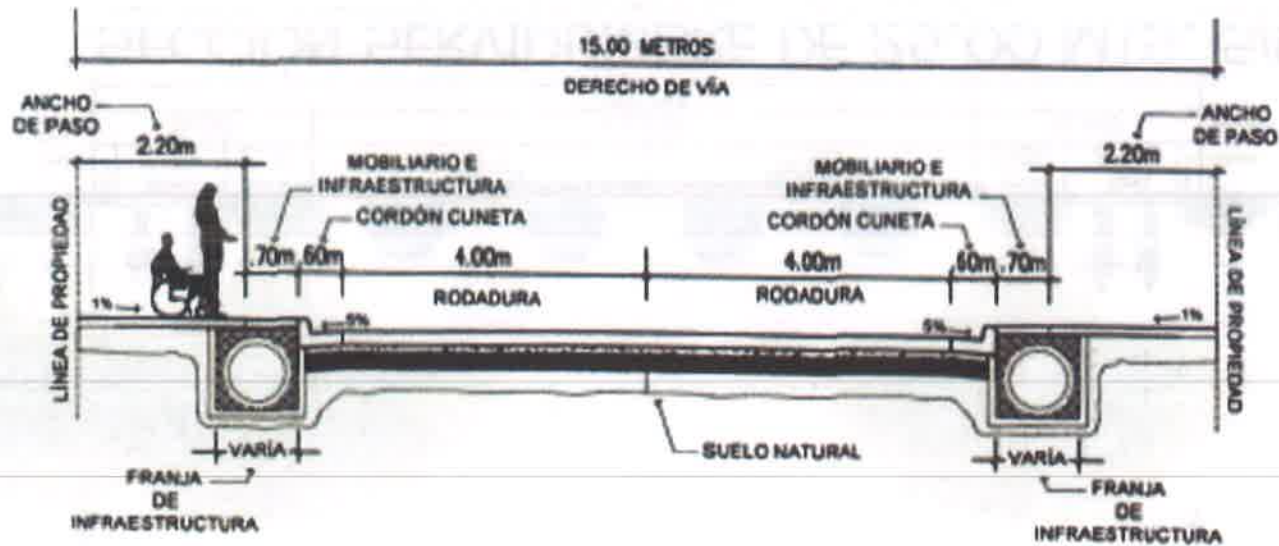 15.00 METROS
DERECHO DE VÍA
ANCHO
DE PASO
2.20m
MOBILIARIO E
INFRAESTRUCTURA
CORDÓN CUNETA
.70m
.60m
4.00m
RODADURA
4.00m
RODADURA
MOBILIARIO E
INFRAESTRUCTURA
CORDÓN CUNETA
.60m
.70m
ANCHO
DE PASO
2.20m
LÍNEA DE PROPIEDAD
1%
5%
5%
1%
LÍNEA DE PROPIEDAD
VARÍA
FRANJA
DE
INFRAESTRUCTURA
SUELO NATURAL
VARÍA
FRANJA
DE
INFRAESTRUCTURA